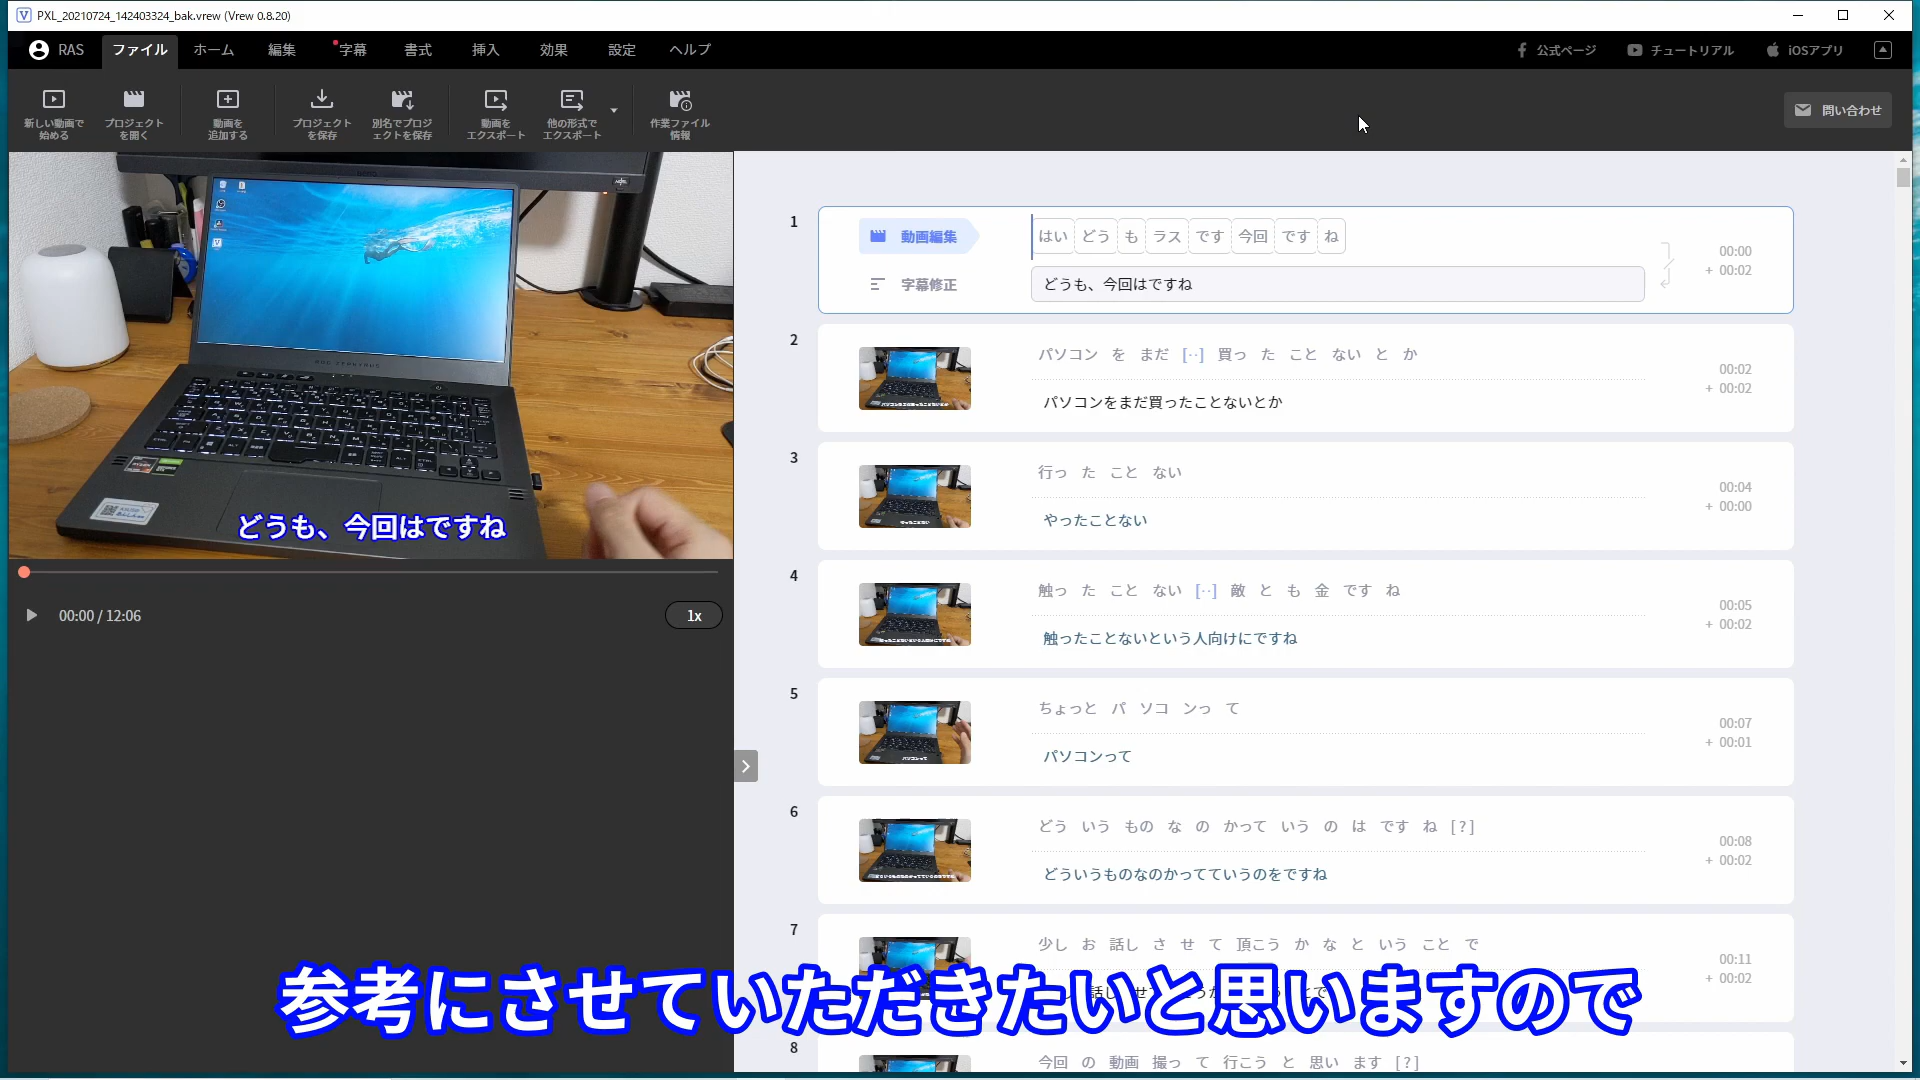 PXL_20210724_142403324_bak.vrew (Vrew 0.8.20)
RAS ファイル ホーム 編集 字幕 書式 挿入 効果 設定 ヘルプ 公式ページ チュートリアル iOSアプリ
新しい動画で
始める
プロジェクト
を開く
動画を
追加する
プロジェクト
を保存
別名でプロジ
ェクトを保存
動画を
エクスポート
他の形式で
エクスポート
作業ファイル
情報
問い合わせ
どうも、今回はですね
00:00 / 12:06
1x
1
動画編集
はい どう も ラス です 今回 です ね
字幕修正
どうも、今回はですね
00:00
+ 00:02
2
パソコン を まだ [··] 買っ た こと ない と か
パソコンをまだ買ったことないとか
00:02
+ 00:02
3
行っ た こと ない
やったことない
00:04
+ 00:00
4
触っ た こと ない [··] 敵 と も 金 です ね
触ったことないという人向けにですね
00:05
+ 00:02
5
ちょっと パ ソコ ンっ て
パソコンって
00:07
+ 00:01
6
どう いう もの な の かって いう の は です ね [?]
どういうものなのかってていうのをですね
00:08
+ 00:02
7
少し お 話し さ せ て 頂こう か な と いう こと で
00:11
+ 00:02
8
今回 の 動画 撮っ て 行こう と 思い ます [?]
参考にさせていただきたいと思いますので